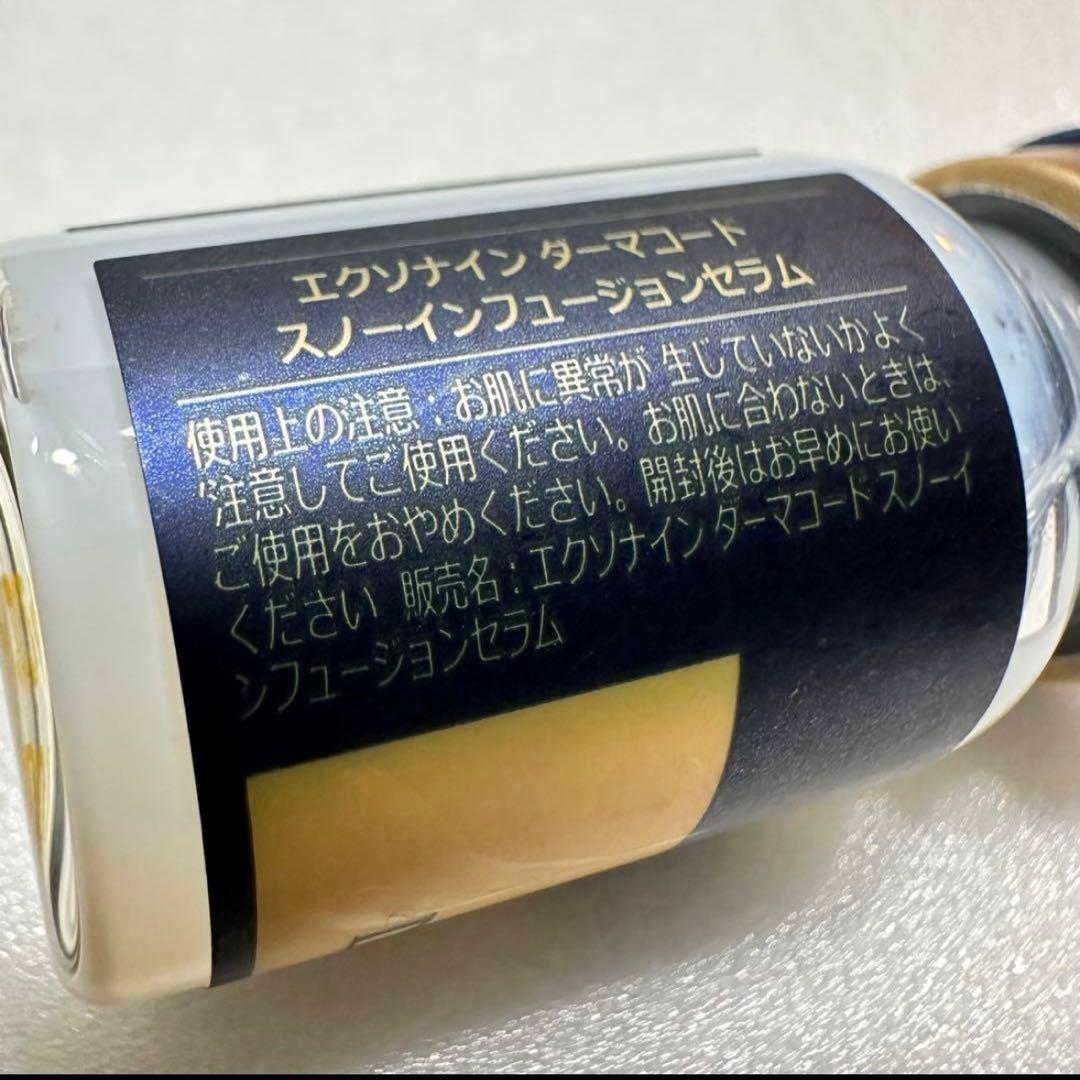 エクソナイン ダーマコード
スノーインフュージョンセラム
使用上の注意：お肌に異常が 生じていないかよく
注意してご使用ください。お肌に合わないときは、
ご使用をおやめください。開封後はお早めにお使い
ください 販売名：エクソナイン ダーマコード スノーイ
ンフュージョンセラム